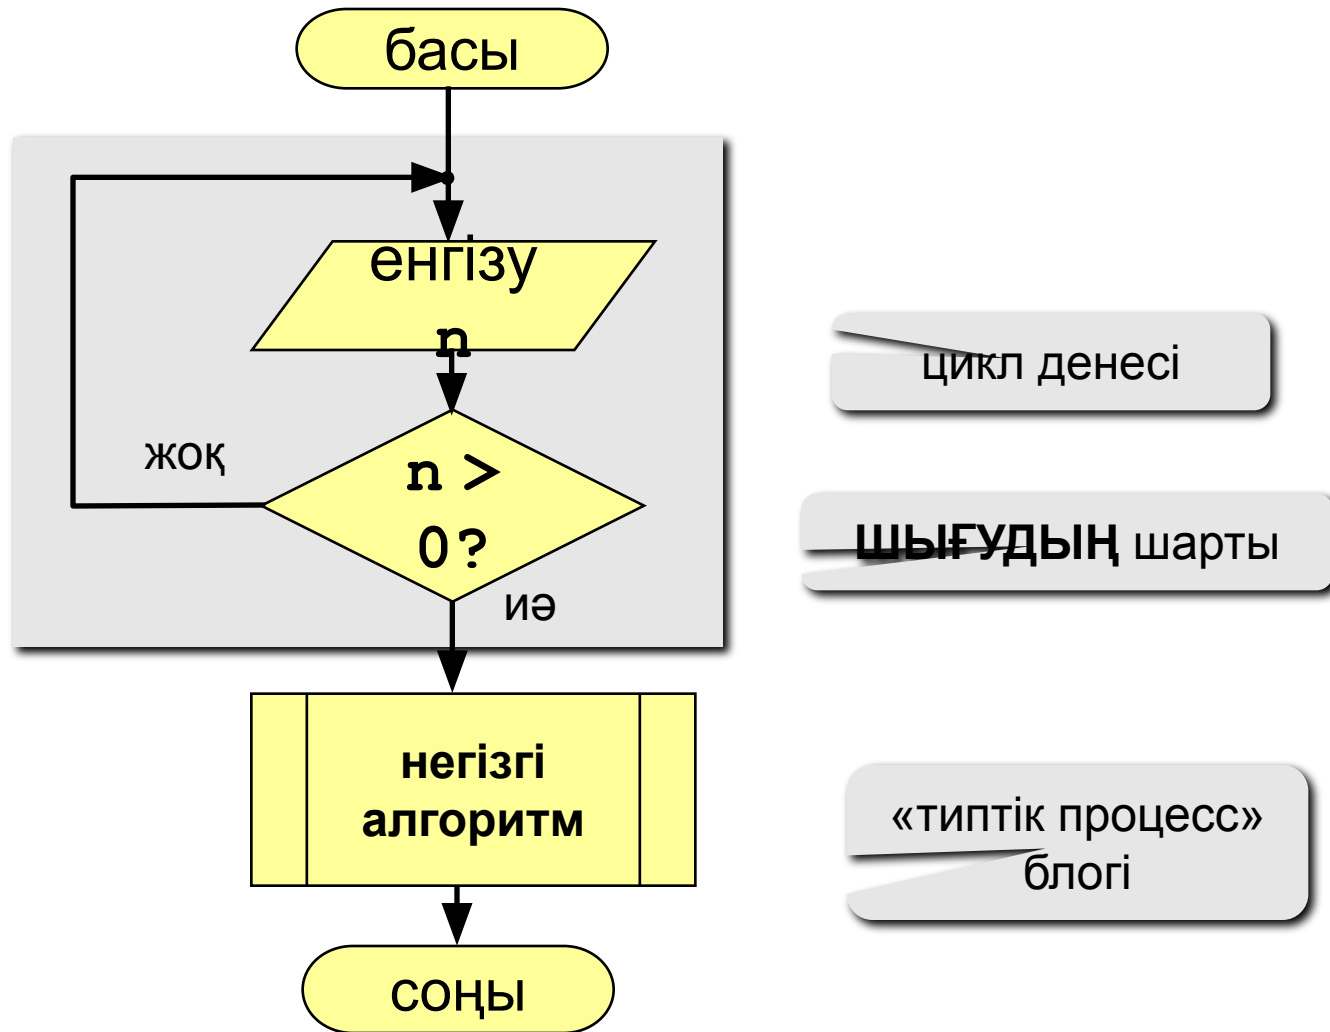 басы
енгізу
n
цикл денесі
жоқ
n >
0?
ШЫҒУДЫҢ шарты
иә
негізгі
алгоритм
«типтік процесс»
блогі
соңы